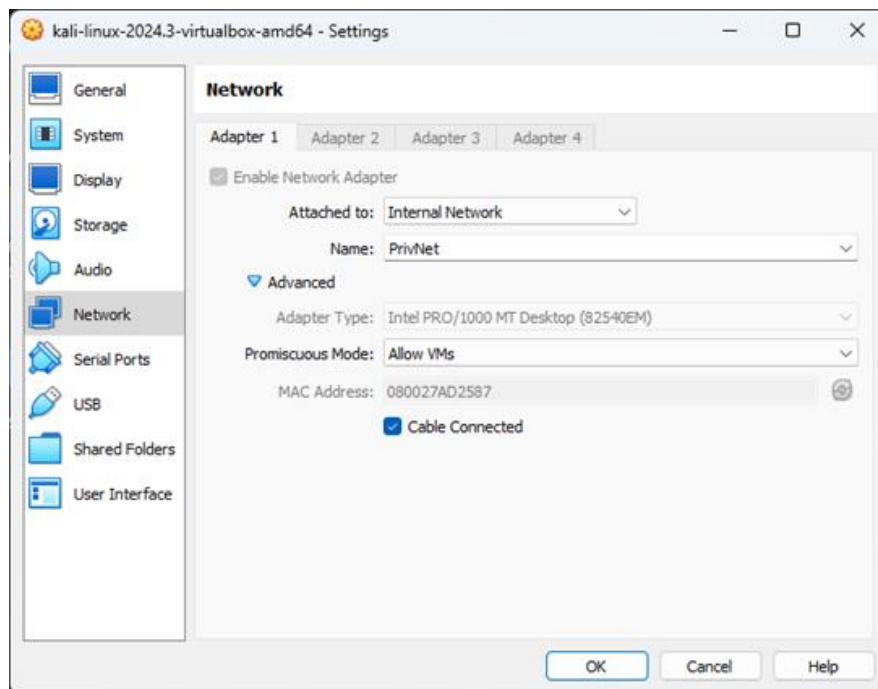 kali-linux-2024.3-virtualbox-amd64 - Settings
General
System
Display
Storage
Audio
Network
Serial Ports
USB
Shared Folders
User Interface
Network
Adapter 1 Adapter 2 Adapter 3 Adapter 4
Enable Network Adapter
Attached to: Internal Network
Name: PrivNet
Advanced
Adapter Type: Intel PRO/1000 MT Desktop (82540EM)
Promiscuous Mode: Allow VMs
MAC Address: 080027AD2587
Cable Connected
OK Cancel Help